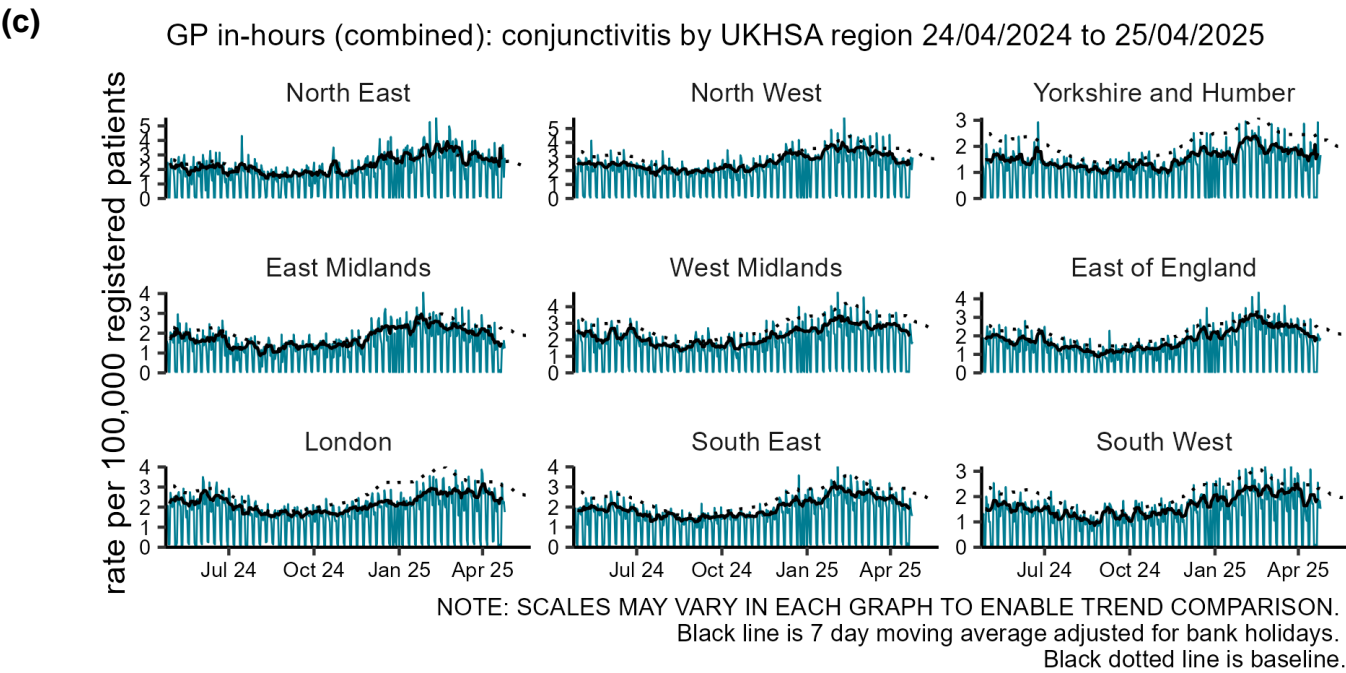 (c)
GP in-hours (combined): conjunctivitis by UKHSA region 24/04/2024 to 25/04/2025
rate per 100,000 registered patients
North East
5
4
3
2
1
0
North West
5
4
3
2
1
0
Yorkshire and Humber
3
2
1
0
East Midlands
4
3
2
1
0
West Midlands
4
3
2
1
0
East of England
4
3
2
1
0
London
4
3
2
1
0
Jul 24 Oct 24 Jan 25 Apr 25
South East
4
3
2
1
0
Jul 24 Oct 24 Jan 25 Apr 25
South West
3
2
1
0
Jul 24 Oct 24 Jan 25 Apr 25
NOTE: SCALES MAY VARY IN EACH GRAPH TO ENABLE TREND COMPARISON.
Black line is 7 day moving average adjusted for bank holidays.
Black dotted line is baseline.